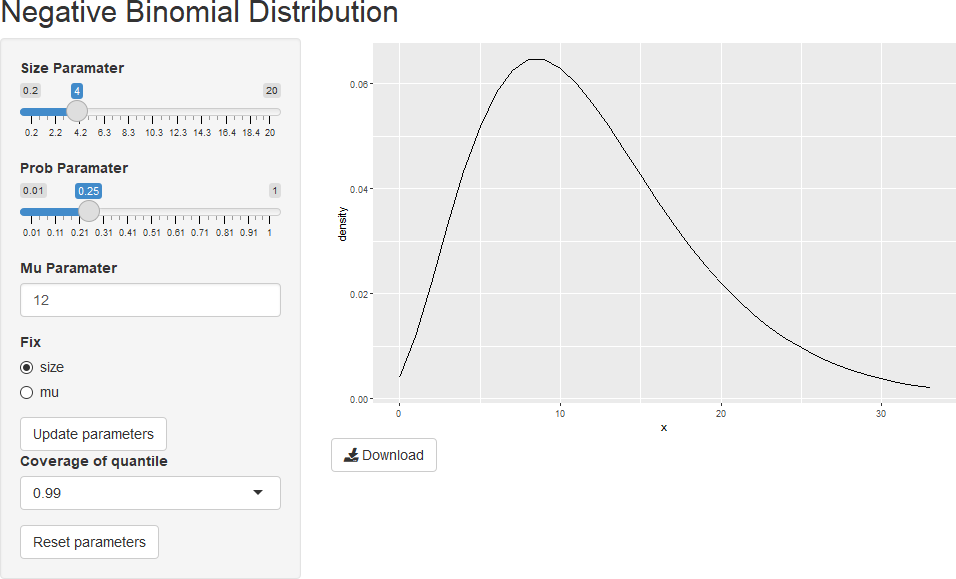 Negative Binomial Distribution
Size Paramater
0.2 4 20
0.2 2.2 4.2 6.3 8.3 10.3 12.3 14.3 16.4 18.4 20
Prob Paramater
0.01 0.25 1
0.01 0.11 0.21 0.31 0.41 0.51 0.61 0.71 0.81 0.91 1
Mu Paramater
12
Fix
size
mu
Update parameters
Coverage of quantile
0.99
Reset parameters
density
0.06
0.04
0.02
0.00
0 10 20 30
x
Download